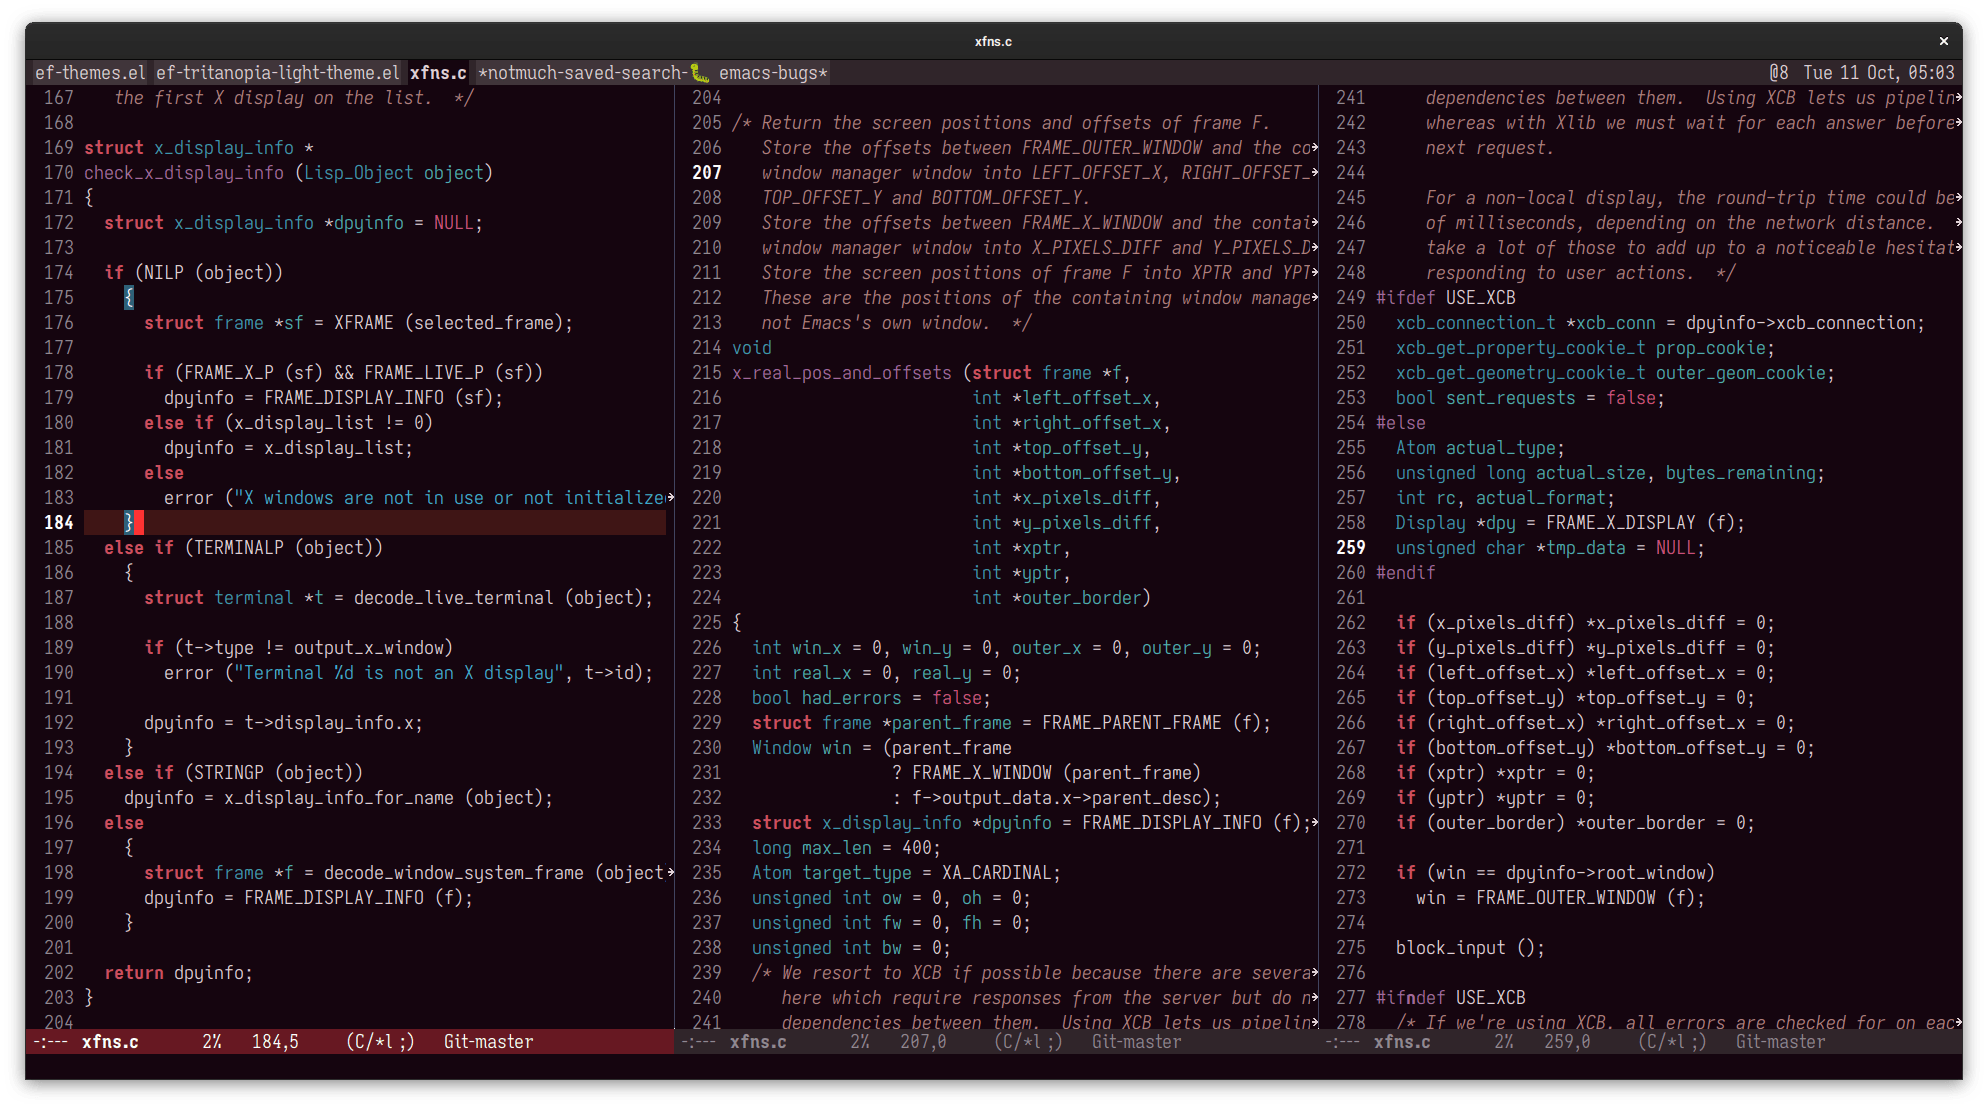 xfns.c ×
ef-themes.el ef-tritanopia-light-theme.el xfns.c *notmuch-saved-search-🐛 emacs-bugs* @8 Tue 11 Oct, 05:03
167    the first X display on the list.  */
168
169 struct x_display_info *
170 check_x_display_info (Lisp_Object object)
171 {
172   struct x_display_info *dpyinfo = NULL;
173
174   if (NILP (object))
175     {
176       struct frame *sf = XFRAME (selected_frame);
177
178       if (FRAME_X_P (sf) && FRAME_LIVE_P (sf))
179         dpyinfo = FRAME_DISPLAY_INFO (sf);
180       else if (x_display_list != 0)
181         dpyinfo = x_display_list;
182       else
183         error ("X windows are not in use or not initialize
184     }
185   else if (TERMINALP (object))
186     {
187       struct terminal *t = decode_live_terminal (object);
188
189       if (t->type != output_x_window)
190         error ("Terminal %d is not an X display", t->id);
191
192       dpyinfo = t->display_info.x;
193     }
194   else if (STRINGP (object))
195     dpyinfo = x_display_info_for_name (object);
196   else
197     {
198       struct frame *f = decode_window_system_frame (object
199       dpyinfo = FRAME_DISPLAY_INFO (f);
200     }
201
202   return dpyinfo;
203 }
204
-:--- xfns.c 2% 184,5 (C/*l ;) Git-master
204
205 /* Return the screen positions and offsets of frame F.
206    Store the offsets between FRAME_OUTER_WINDOW and the co
207    window manager window into LEFT_OFFSET_X, RIGHT_OFFSET_
208    TOP_OFFSET_Y and BOTTOM_OFFSET_Y.
209    Store the offsets between FRAME_X_WINDOW and the contai
210    window manager window into X_PIXELS_DIFF and Y_PIXELS_D
211    Store the screen positions of frame F into XPTR and YPT
212    These are the positions of the containing window manage
213    not Emacs's own window.  */
214 void
215 x_real_pos_and_offsets (struct frame *f,
216                         int *left_offset_x,
217                         int *right_offset_x,
218                         int *top_offset_y,
219                         int *bottom_offset_y,
220                         int *x_pixels_diff,
221                         int *y_pixels_diff,
222                         int *xptr,
223                         int *yptr,
224                         int *outer_border)
225 {
226   int win_x = 0, win_y = 0, outer_x = 0, outer_y = 0;
227   int real_x = 0, real_y = 0;
228   bool had_errors = false;
229   struct frame *parent_frame = FRAME_PARENT_FRAME (f);
230   Window win = (parent_frame
231                 ? FRAME_X_WINDOW (parent_frame)
232                 : f->output_data.x->parent_desc);
233   struct x_display_info *dpyinfo = FRAME_DISPLAY_INFO (f);
234   long max_len = 400;
235   Atom target_type = XA_CARDINAL;
236   unsigned int ow = 0, oh = 0;
237   unsigned int fw = 0, fh = 0;
238   unsigned int bw = 0;
239   /* We resort to XCB if possible because there are severa
240      here which require responses from the server but do n
241      dependencies between them.  Using XCB lets us pipelin
-:--- xfns.c 2% 207,0 (C/*l ;) Git-master
241      dependencies between them.  Using XCB lets us pipelin
242      whereas with Xlib we must wait for each answer before
243      next request.
244
245      For a non-local display, the round-trip time could be
246      of milliseconds, depending on the network distance.
247      take a lot of those to add up to a noticeable hesitat
248      responding to user actions.  */
249 #ifdef USE_XCB
250   xcb_connection_t *xcb_conn = dpyinfo->xcb_connection;
251   xcb_get_property_cookie_t prop_cookie;
252   xcb_get_geometry_cookie_t outer_geom_cookie;
253   bool sent_requests = false;
254 #else
255   Atom actual_type;
256   unsigned long actual_size, bytes_remaining;
257   int rc, actual_format;
258   Display *dpy = FRAME_X_DISPLAY (f);
259   unsigned char *tmp_data = NULL;
260 #endif
261
262   if (x_pixels_diff) *x_pixels_diff = 0;
263   if (y_pixels_diff) *y_pixels_diff = 0;
264   if (left_offset_x) *left_offset_x = 0;
265   if (top_offset_y) *top_offset_y = 0;
266   if (right_offset_x) *right_offset_x = 0;
267   if (bottom_offset_y) *bottom_offset_y = 0;
268   if (xptr) *xptr = 0;
269   if (yptr) *yptr = 0;
270   if (outer_border) *outer_border = 0;
271
272   if (win == dpyinfo->root_window)
273     win = FRAME_OUTER_WINDOW (f);
274
275   block_input ();
276
277 #ifndef USE_XCB
278   /* If we're using XCB, all errors are checked for on eac
-:--- xfns.c 2% 259,0 (C/*l ;) Git-master